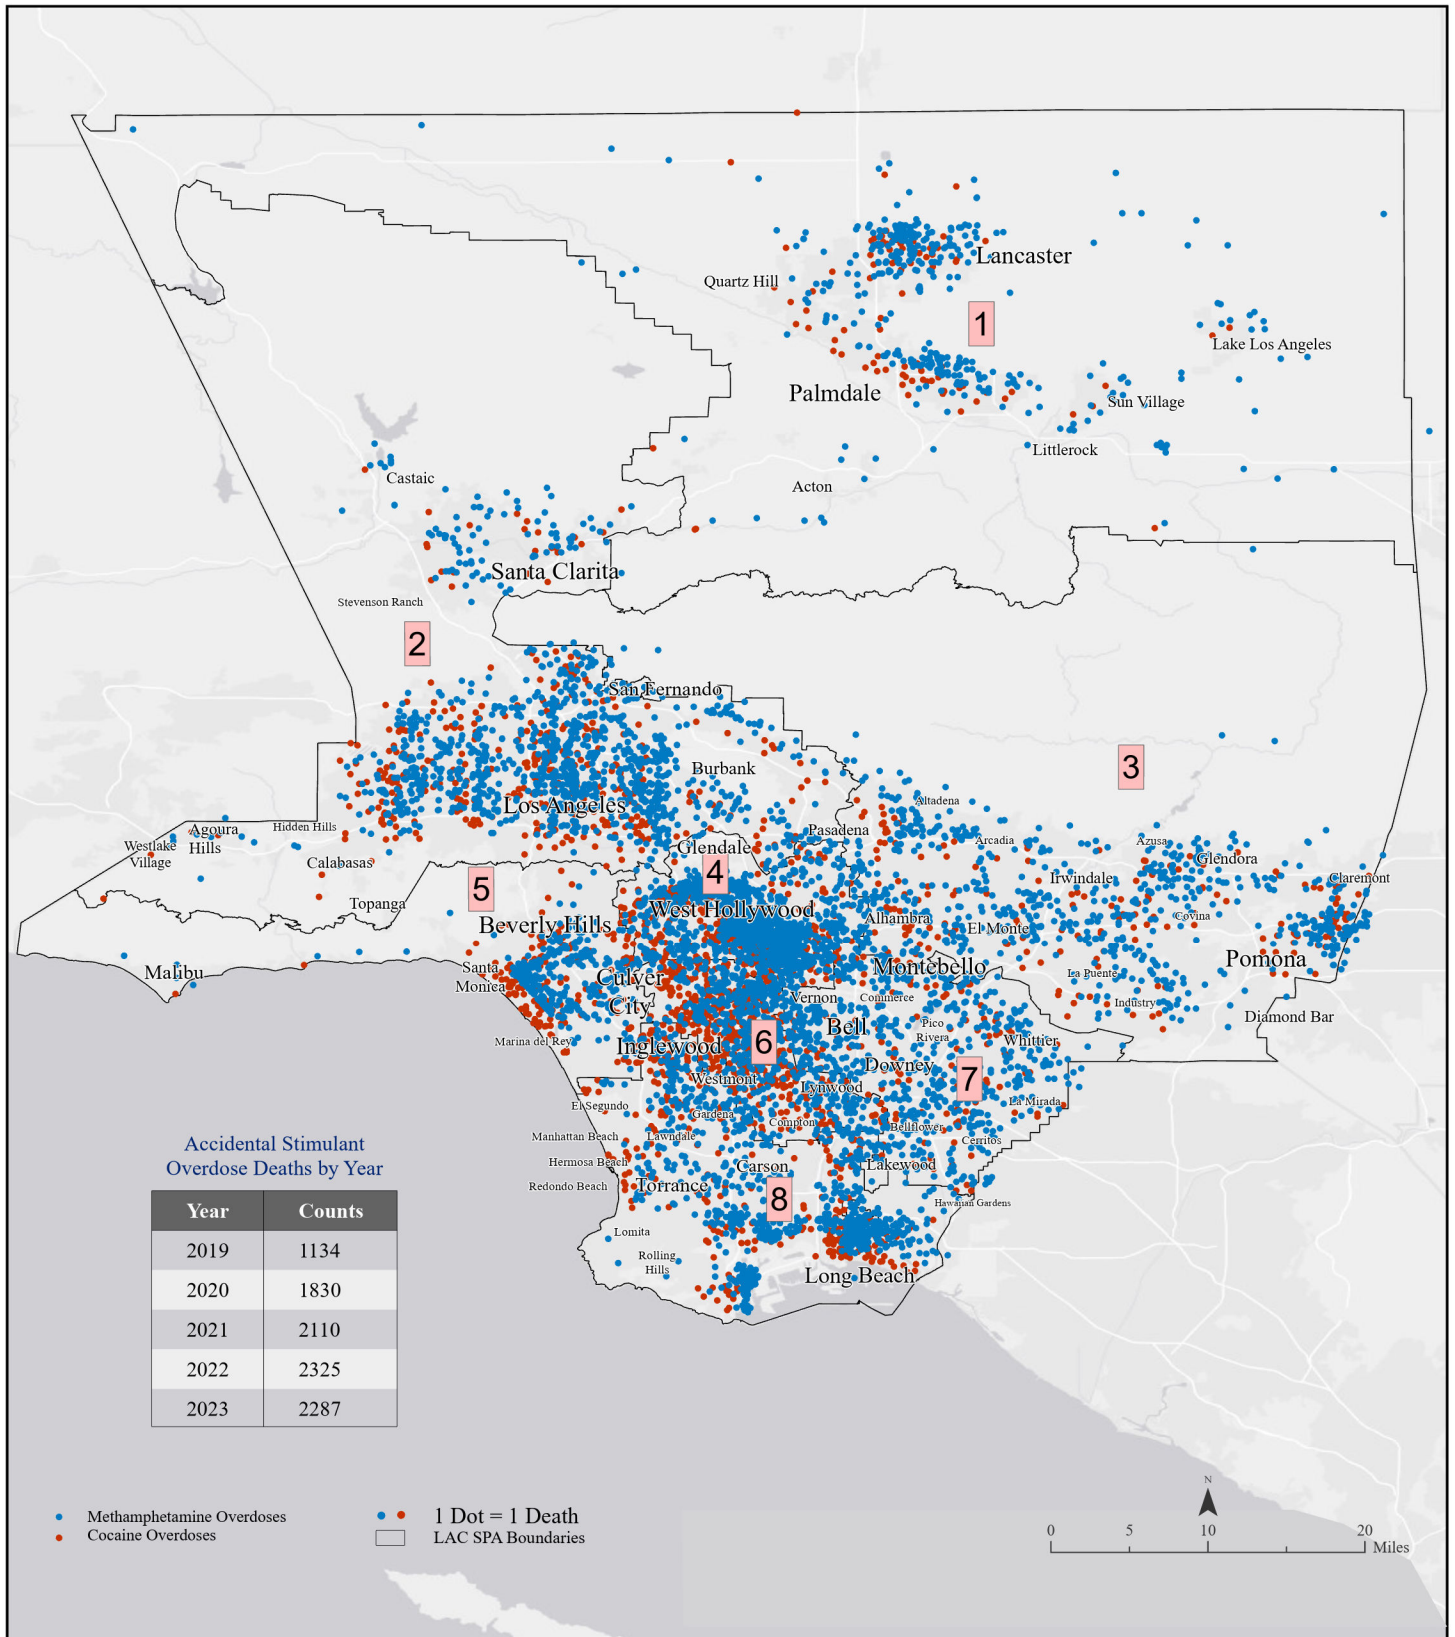 Lancaster
Quartz Hill
1
Lake Los Angeles
Palmdale
Sun Village
Littlerock
Castaic
Acton
Santa Clarita
Stevenson Ranch
2
San Fernando
3
Burbank
Los Angeles
Altadena
Agoura
Hills
Hidden Hills
Pasadena
Arcadia
Azusa
Westlake
Village
Glendale
Glendora
Calabasas
4
Irwindale
Claremont
5
Topanga
West Hollywood
Beverly Hills
Alhambra
El Monte
Covina
Pomona
Malibu
Santa
Monica
Culver
City
Montebello
La Puente
Vernon
Commerce
Industry
Diamond Bar
Bell
Pico
Rivera
Marina del Rey
Inglewood
6
Whittier
Downey
7
Westmont
Lynwood
El Segundo
Gardena
Compton
La Mirada
Manhattan Beach
Lawndale
Bellflower
Cerritos
Hermosa Beach
Carson
Lakewood
Redondo Beach
Torrance
8
Hawaiian Gardens
Lomita
Rolling
Hills
Long Beach
Accidental Stimulant
Overdose Deaths by Year
Year Counts
2019 1134
2020 1830
2021 2110
2022 2325
2023 2287
Methamphetamine Overdoses
Cocaine Overdoses
1 Dot = 1 Death
LAC SPA Boundaries
N
0 5 10 20
Miles